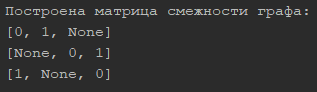 Построена матрица смежности графа:
[0, 1, None]
[None, 0, 1]
[1, None, 0]